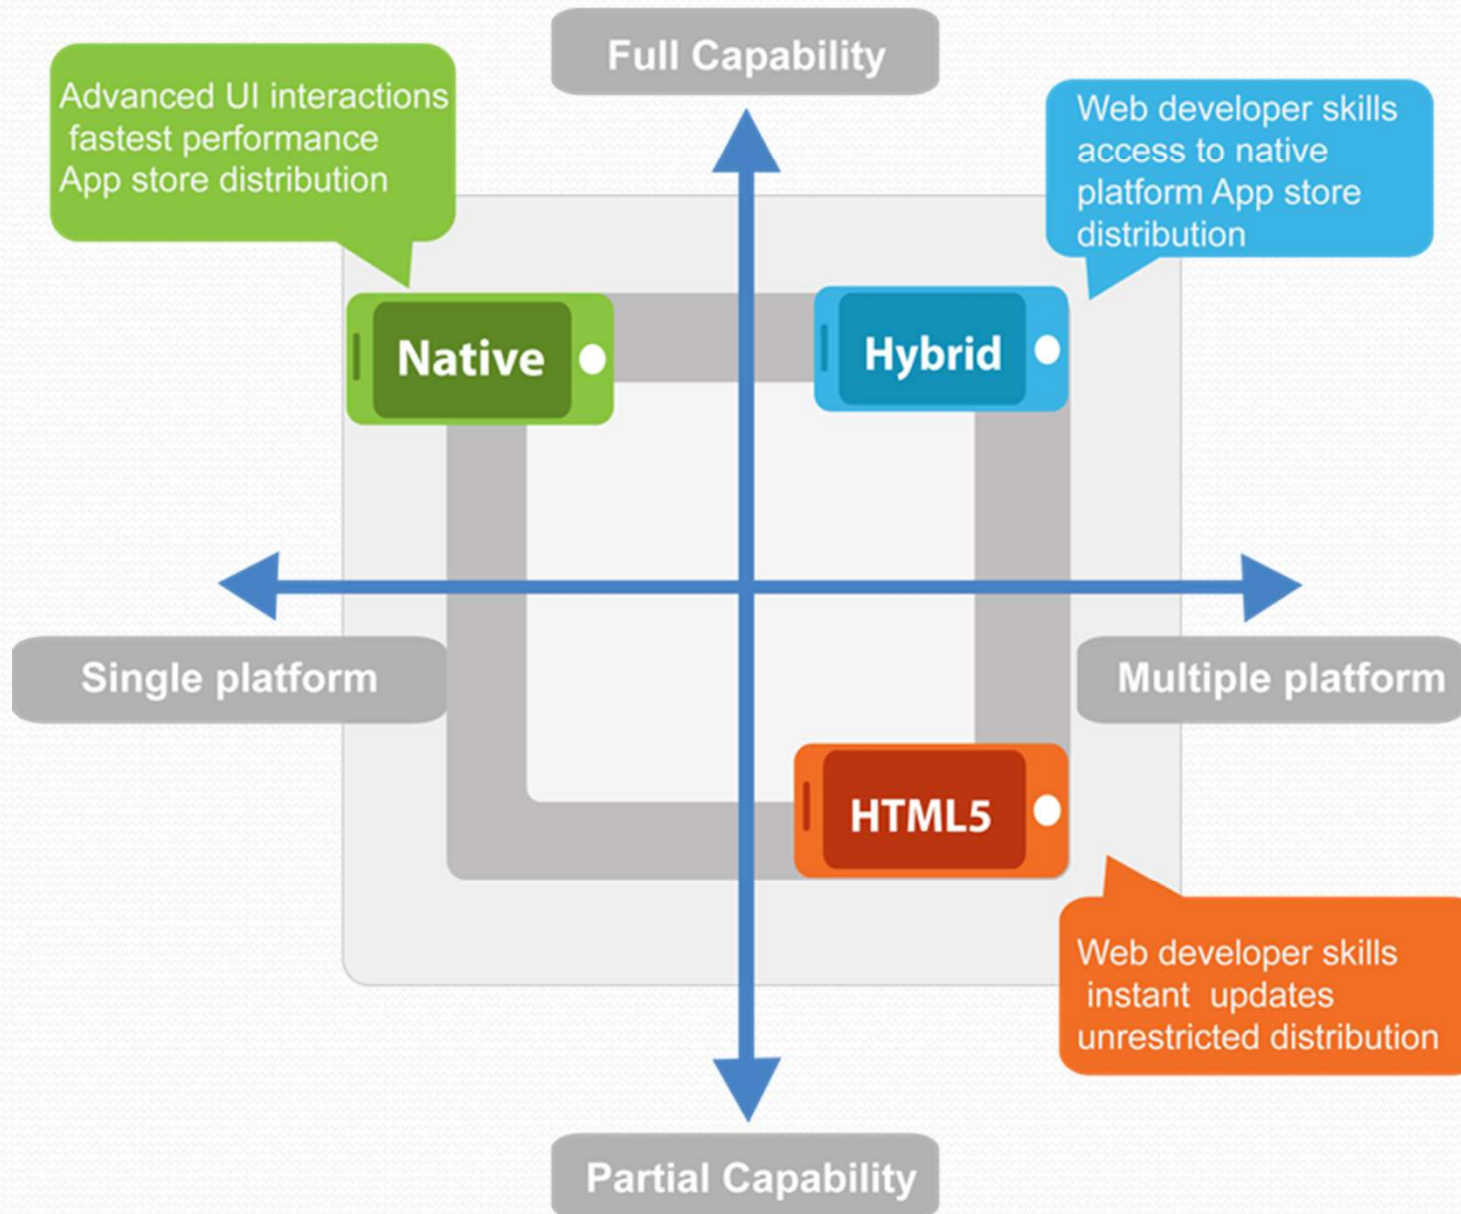 Full Capability
Advanced UI interactions
fastest performance
App store distribution
Web developer skills
access to native
platform App store
distribution
Native
Hybrid
Single platform
Multiple platform
HTML5
Web developer skills
instant updates
unrestricted distribution
Partial Capability